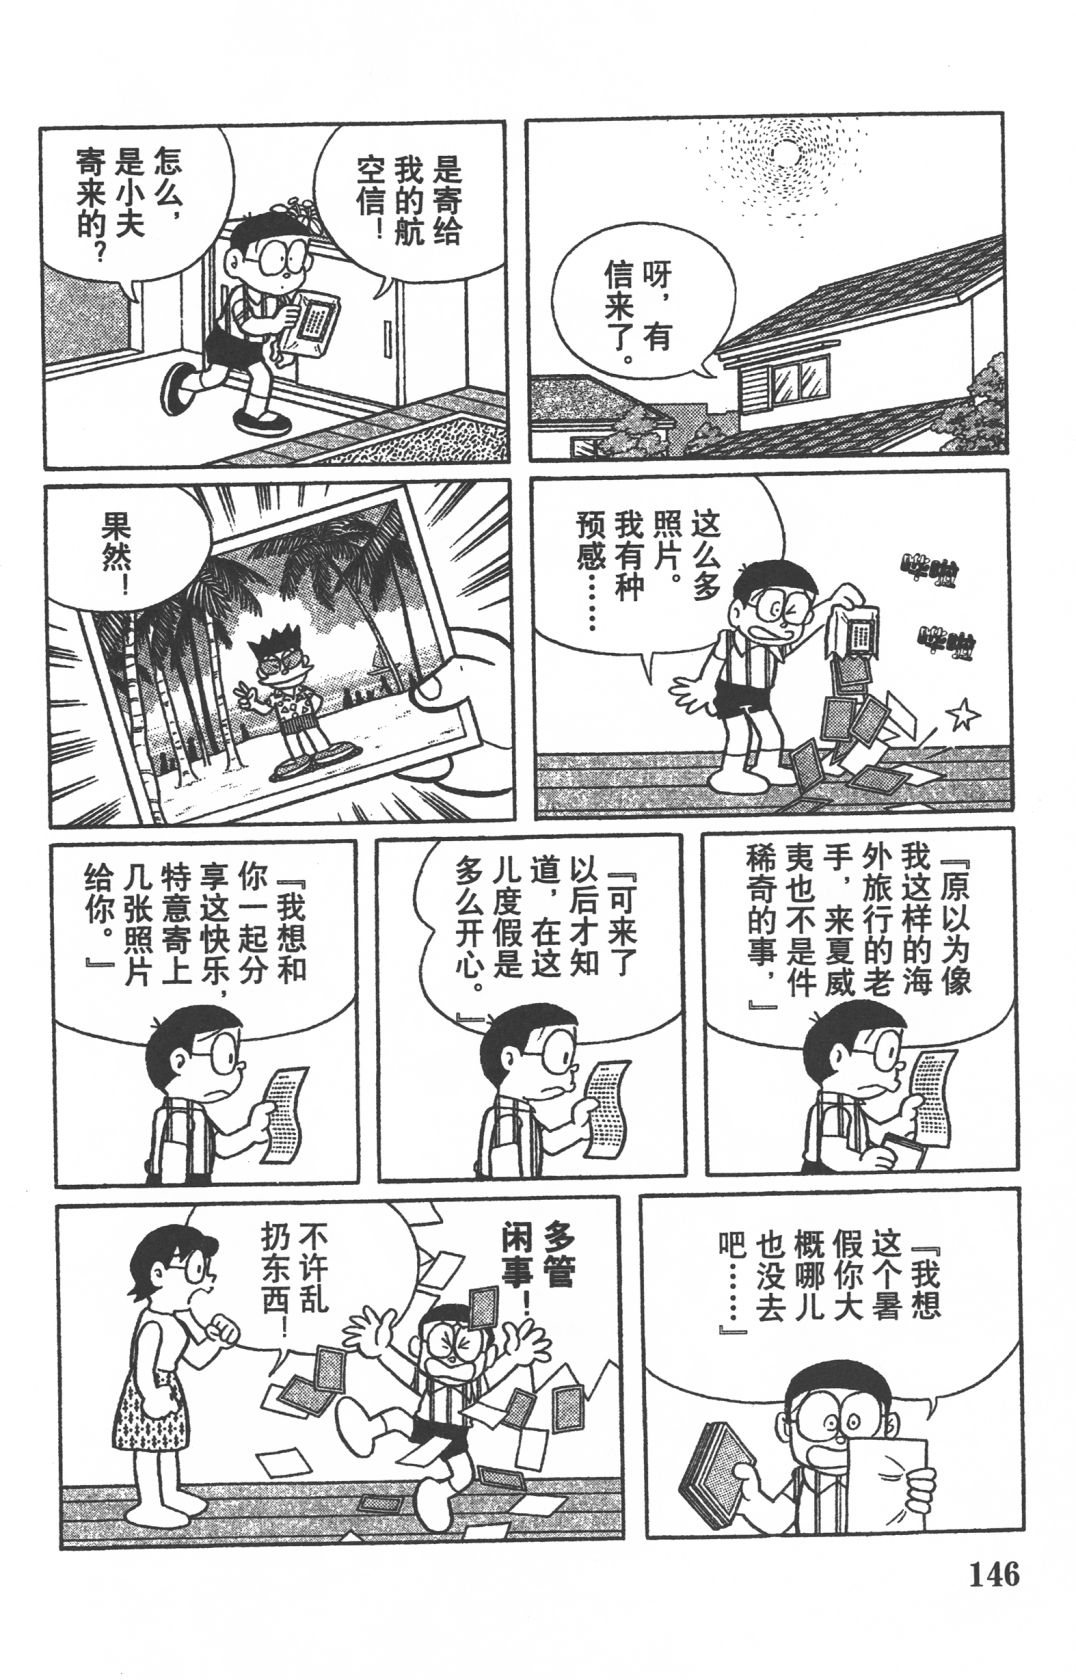 呀，有
信来了。
是寄给
我的航
空信！
怎么，
是小夫
寄来的？
这么多
照片。
我有种
预感……
哗啦
哗啦
果然！
『原以为像
我这样的海
外旅行的老
手，来夏威
夷也不是件
稀奇的事，』
『可来了
以后才知
道，在这
儿度假是
多么开心。』
『我想和
你一起分
享这快乐，
特意寄上
几张照片
给你。』
『我想
这个暑
假你大
概哪儿
也没去
吧……』
多管
闲事！
不许乱
扔东西！
146